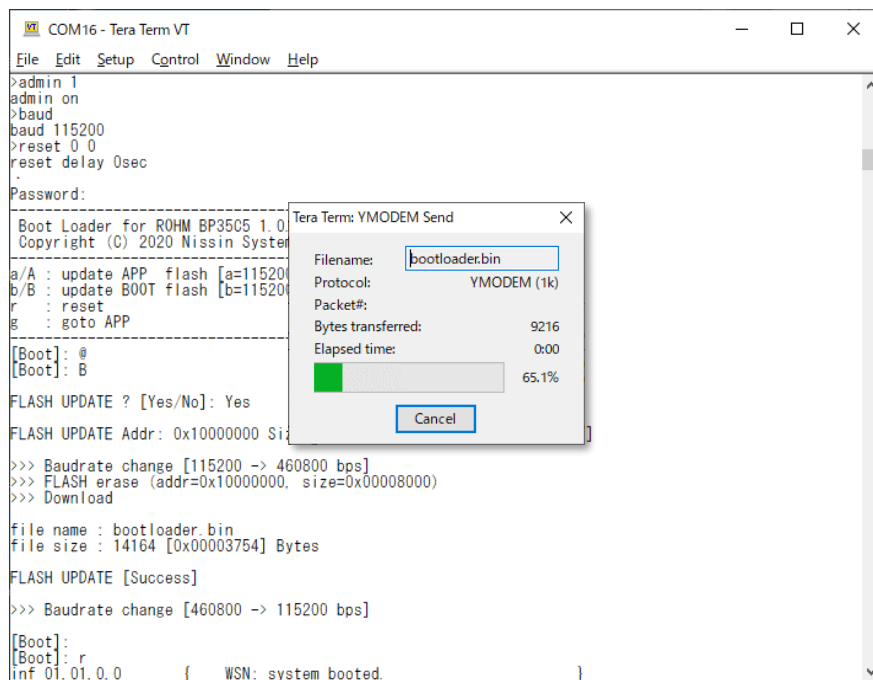 COM16 - Tera Term VT
File Edit Setup Control Window Help
>admin 1
admin on
>baud
baud 115200
>reset 0 0
reset delay 0sec
.
Password:
--------------------------------
Boot Loader for ROHM BP35C5 1.0
Copyright (C) 2020 Nissin System
--------------------------------
a/A : update APP flash [a=115200
b/B : update BOOT flash [b=115200
r : reset
g : goto APP
--------------------------------
[Boot]: @
[Boot]: B
FLASH UPDATE ? [Yes/No]: Yes
FLASH UPDATE Addr: 0x10000000 Si ]
>>> Baudrate change [115200 -> 460800 bps]
>>> FLASH erase (addr=0x10000000, size=0x00008000)
>>> Download
file name : bootloader.bin
file size : 14164 [0x00003754] Bytes
FLASH UPDATE [Success]
>>> Baudrate change [460800 -> 115200 bps]
[Boot]:
[Boot]: r
inf 01.01.0.0 { WSN: system booted. }
Tera Term: YMODEM Send
Filename: bootloader.bin
Protocol: YMODEM (1k)
Packet#:
Bytes transferred: 9216
Elapsed time: 0:00
65.1%
Cancel